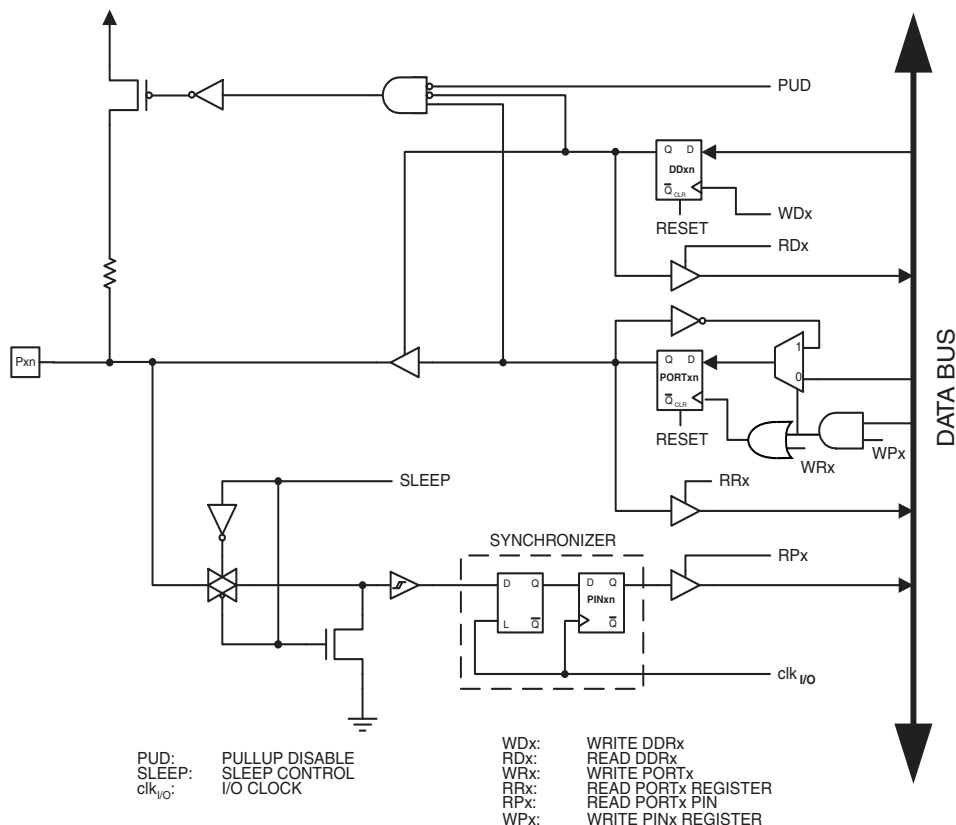 PUD
Q D
DDxn
Q CLR
WDx
RESET
RDx
Pxn
1
Q D
PORTxn
0
Q CLR
RESET
WRx
WPx
DATA BUS
SLEEP
RRx
SYNCHRONIZER
RPx
D Q
D Q
PINxn
L Q
Q
clk I/O
PUD: PULLUP DISABLE
SLEEP: SLEEP CONTROL
clkI/O: I/O CLOCK
WDx: WRITE DDRx
RDx: READ DDRx
WRx: WRITE PORTx
RRx: READ PORTx REGISTER
RPx: READ PORTx PIN
WPx: WRITE PINx REGISTER